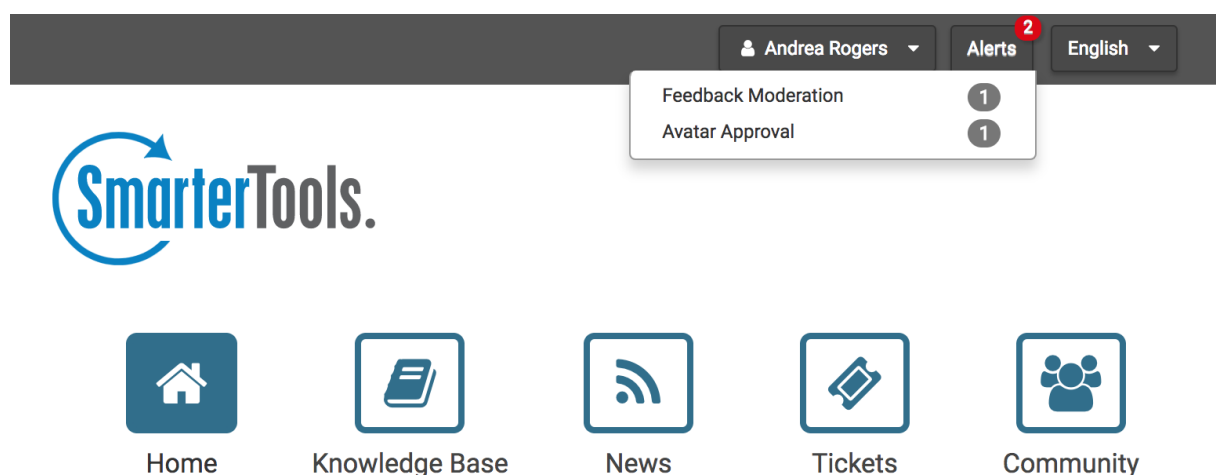 Andrea Rogers Alerts 2 English
Feedback Moderation 1
Avatar Approval 1
SmarterTools.
Home Knowledge Base News Tickets Community